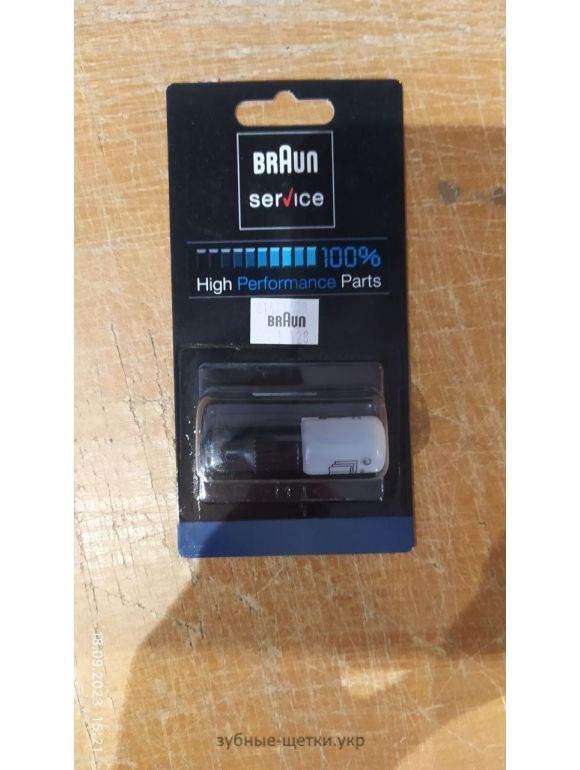 BRAUN
service
100%
High Performance Parts
BRAUN
18.09.2023 15:21
зубные-щетки.укр